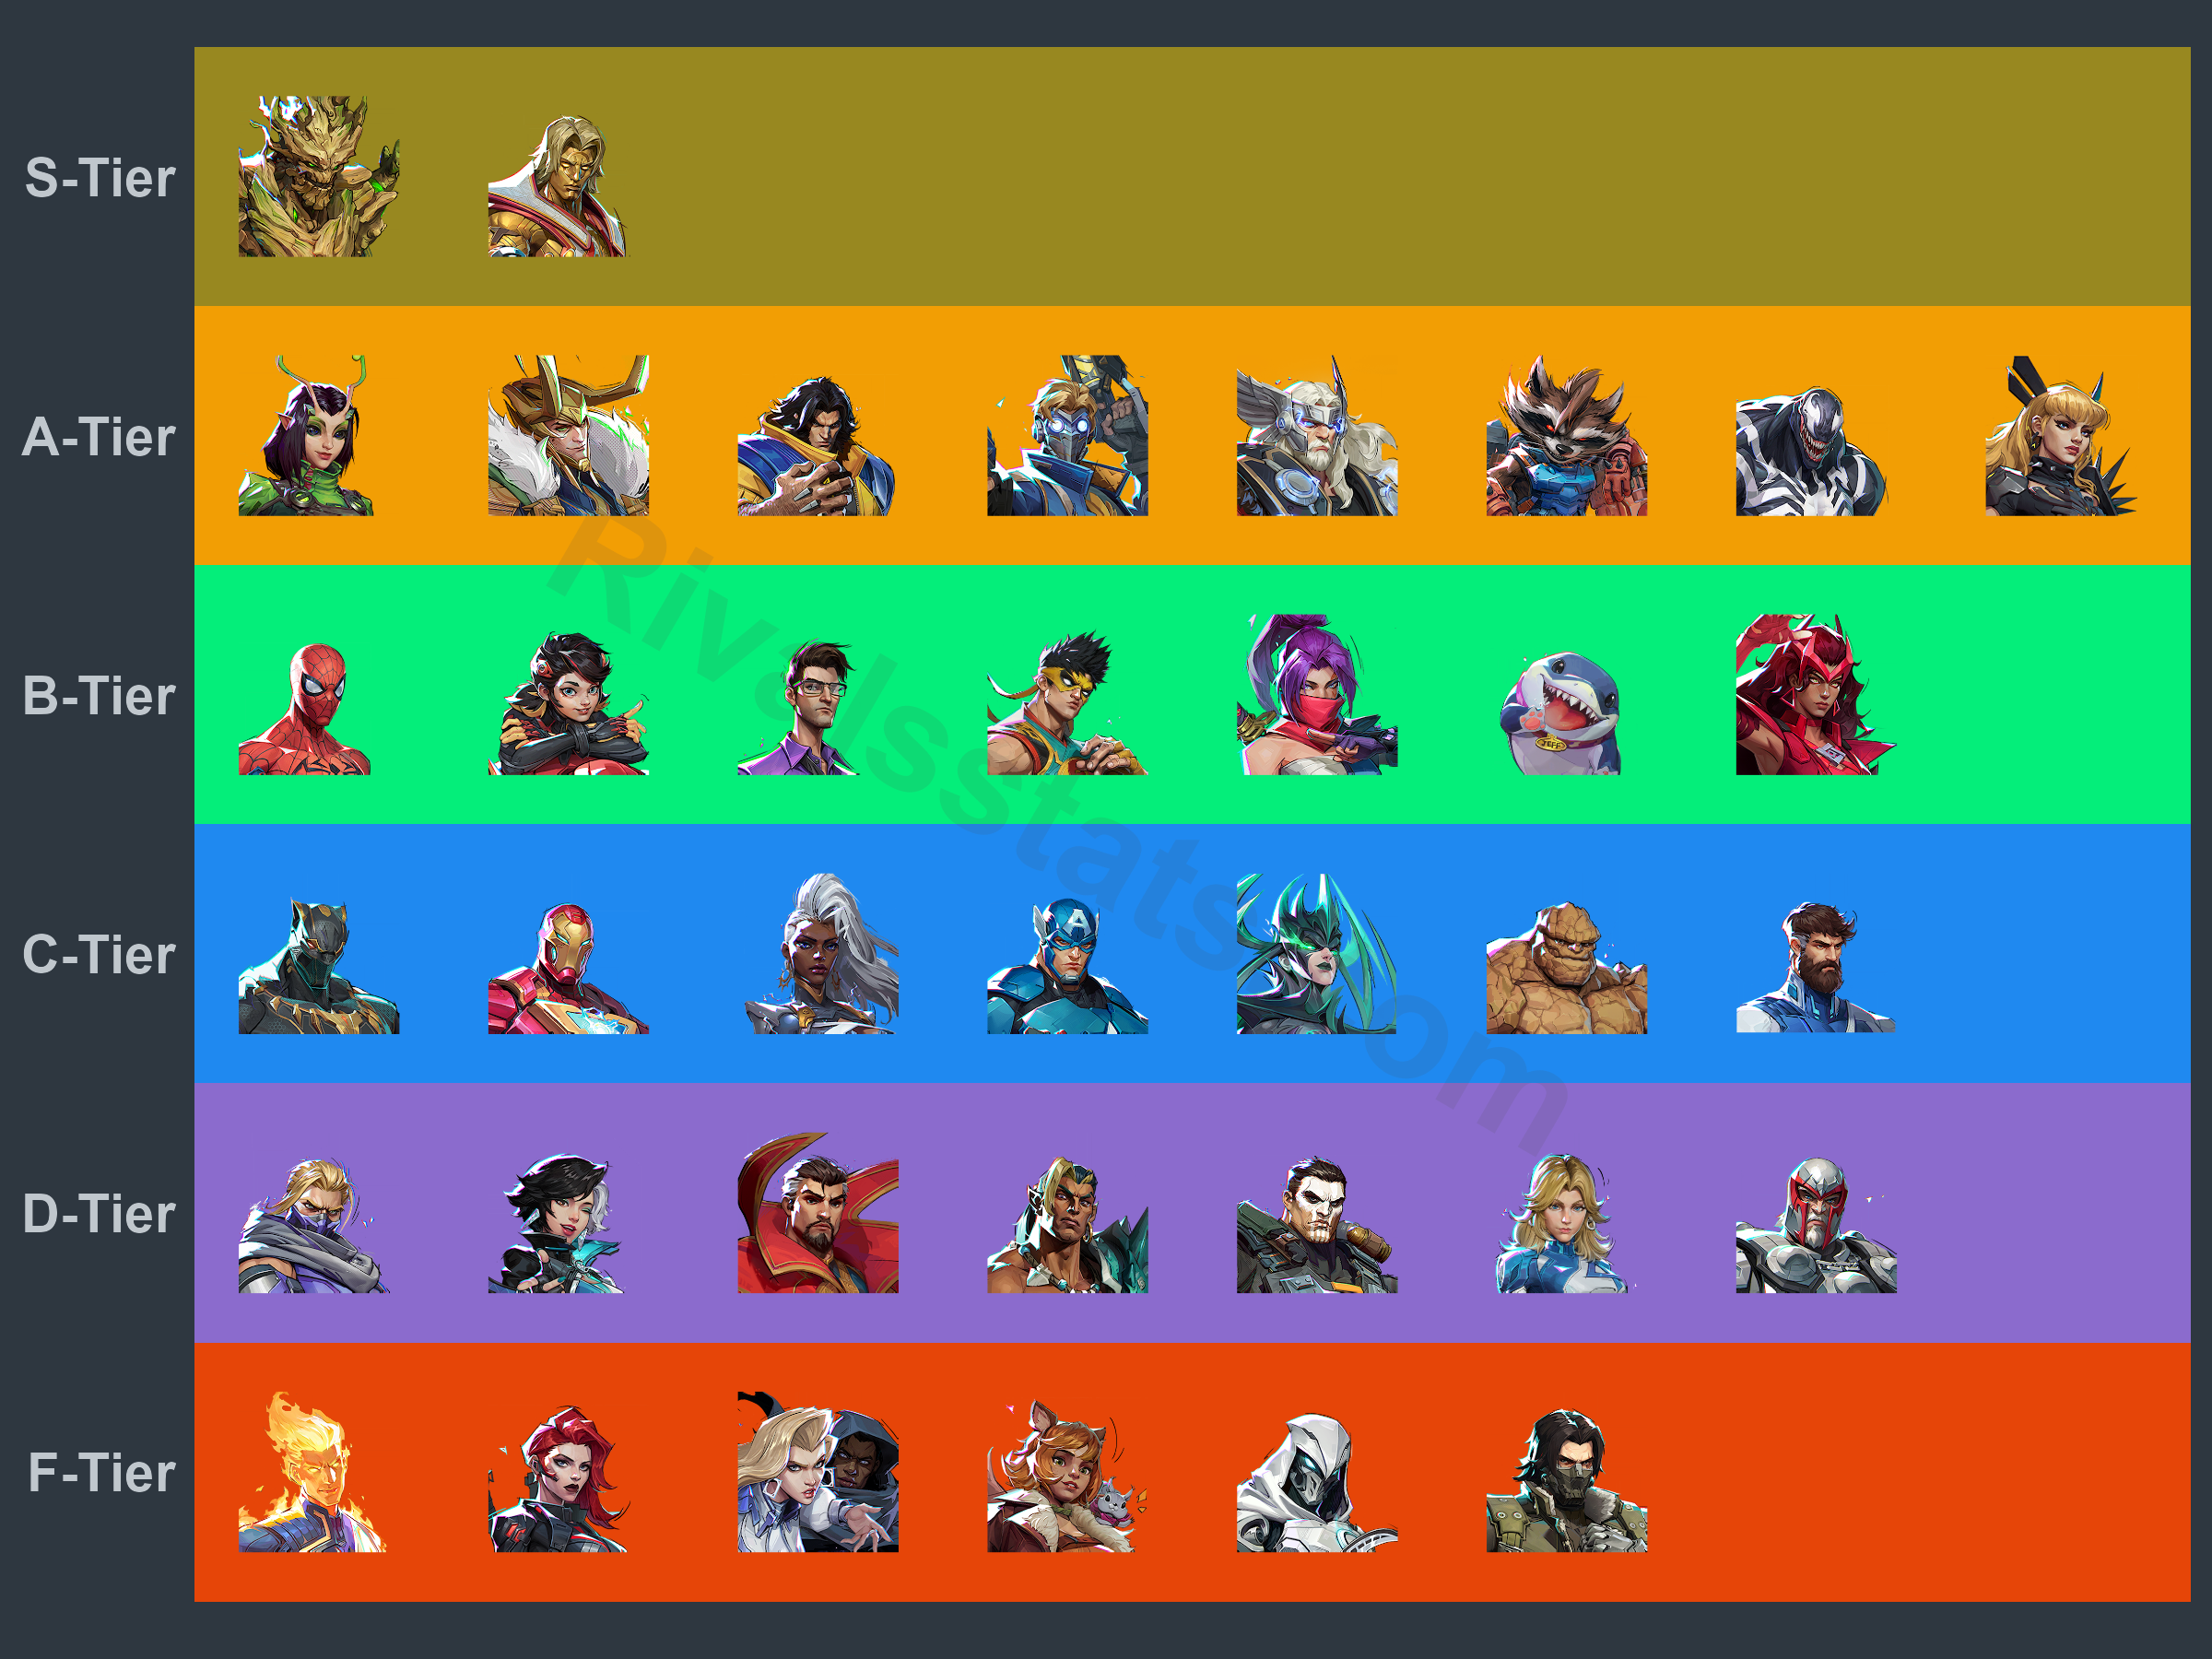 S-Tier
A-Tier
B-Tier
C-Tier
D-Tier
F-Tier
Rivalsstats.com
JEFF